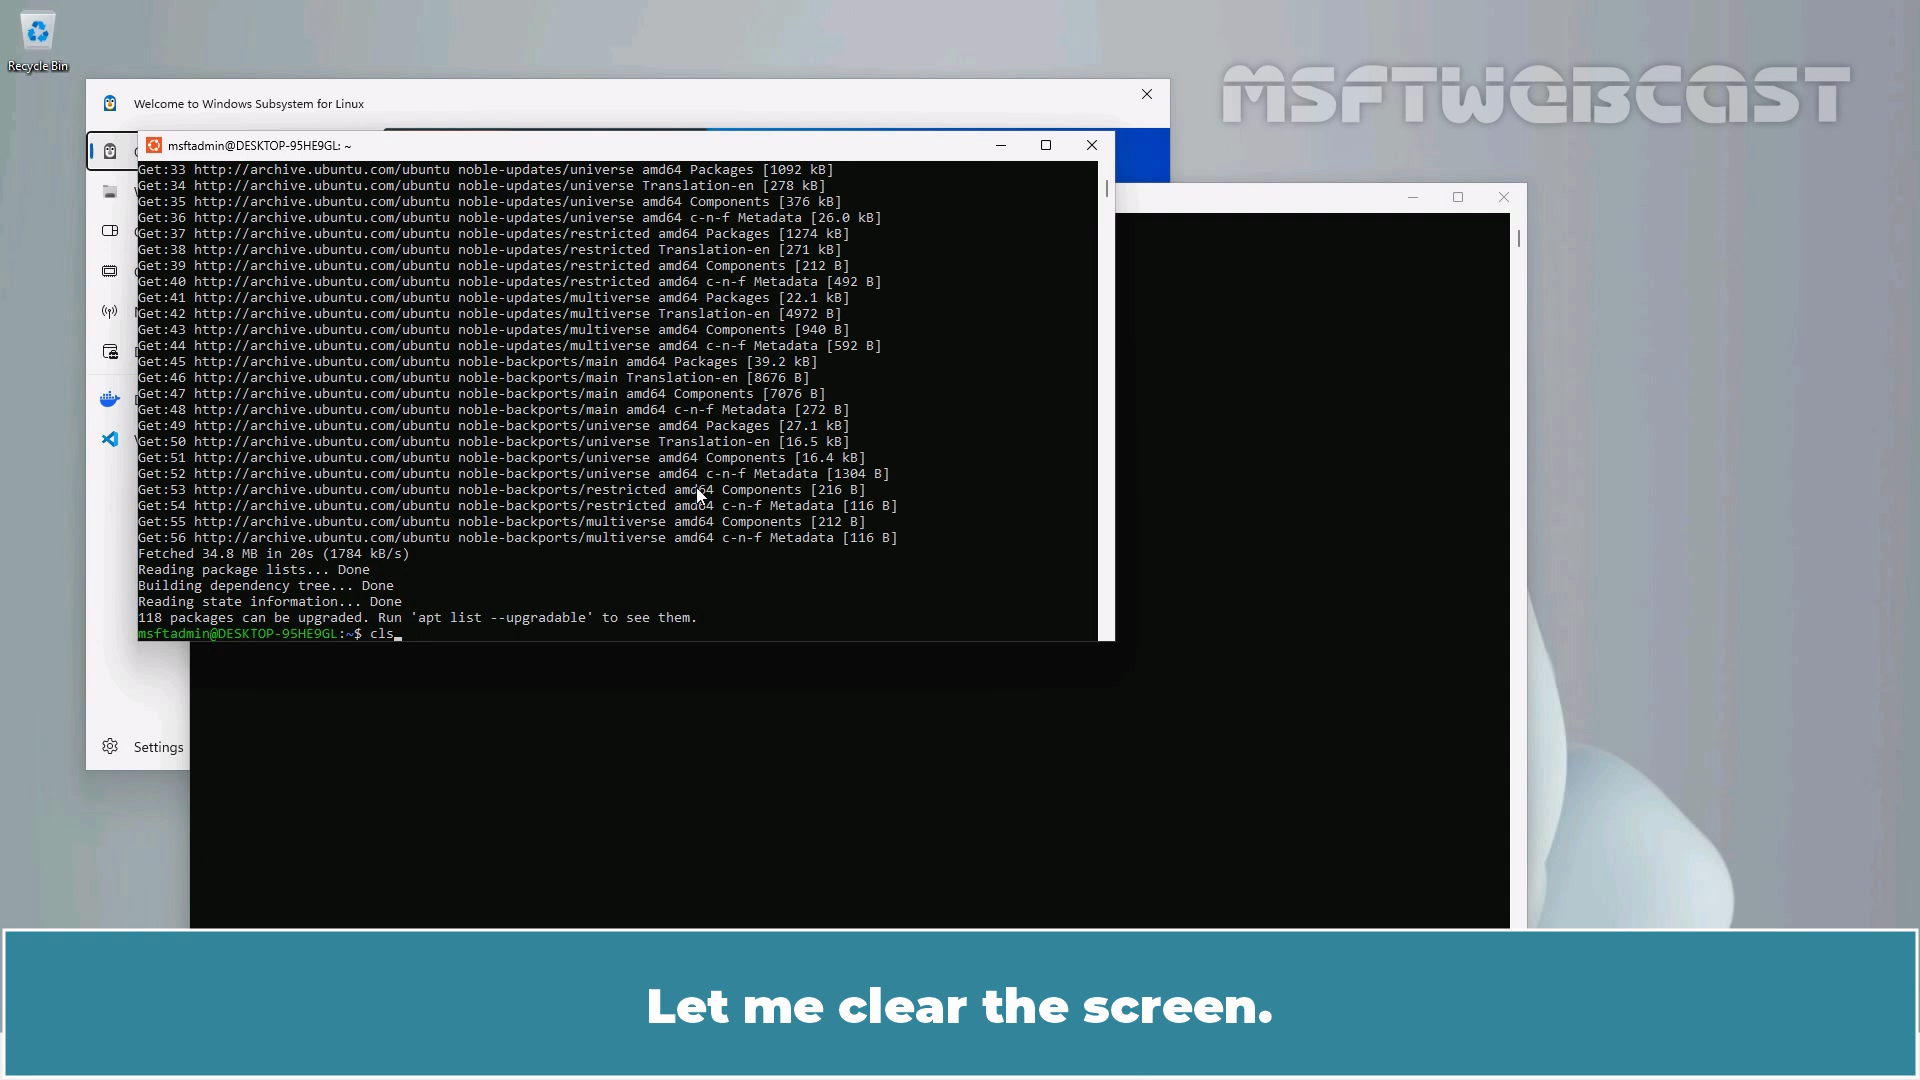 Recycle Bin
MSFTWEBCAST
Welcome to Windows Subsystem for Linux
msftadmin@DESKTOP-95HE9GL: ~
Get:33 http://archive.ubuntu.com/ubuntu noble-updates/universe amd64 Packages [1092 kB]
Get:34 http://archive.ubuntu.com/ubuntu noble-updates/universe Translation-en [278 kB]
Get:35 http://archive.ubuntu.com/ubuntu noble-updates/universe amd64 Components [376 kB]
Get:36 http://archive.ubuntu.com/ubuntu noble-updates/universe amd64 c-n-f Metadata [26.0 kB]
Get:37 http://archive.ubuntu.com/ubuntu noble-updates/restricted amd64 Packages [1274 kB]
Get:38 http://archive.ubuntu.com/ubuntu noble-updates/restricted Translation-en [271 kB]
Get:39 http://archive.ubuntu.com/ubuntu noble-updates/restricted amd64 Components [212 B]
Get:40 http://archive.ubuntu.com/ubuntu noble-updates/restricted amd64 c-n-f Metadata [492 B]
Get:41 http://archive.ubuntu.com/ubuntu noble-updates/multiverse amd64 Packages [22.1 kB]
Get:42 http://archive.ubuntu.com/ubuntu noble-updates/multiverse Translation-en [4972 B]
Get:43 http://archive.ubuntu.com/ubuntu noble-updates/multiverse amd64 Components [940 B]
Get:44 http://archive.ubuntu.com/ubuntu noble-updates/multiverse amd64 c-n-f Metadata [592 B]
Get:45 http://archive.ubuntu.com/ubuntu noble-backports/main amd64 Packages [39.2 kB]
Get:46 http://archive.ubuntu.com/ubuntu noble-backports/main Translation-en [8676 B]
Get:47 http://archive.ubuntu.com/ubuntu noble-backports/main amd64 Components [7076 B]
Get:48 http://archive.ubuntu.com/ubuntu noble-backports/main amd64 c-n-f Metadata [272 B]
Get:49 http://archive.ubuntu.com/ubuntu noble-backports/universe amd64 Packages [27.1 kB]
Get:50 http://archive.ubuntu.com/ubuntu noble-backports/universe Translation-en [16.5 kB]
Get:51 http://archive.ubuntu.com/ubuntu noble-backports/universe amd64 Components [16.4 kB]
Get:52 http://archive.ubuntu.com/ubuntu noble-backports/universe amd64 c-n-f Metadata [1304 B]
Get:53 http://archive.ubuntu.com/ubuntu noble-backports/restricted amd64 Components [216 B]
Get:54 http://archive.ubuntu.com/ubuntu noble-backports/restricted amd64 c-n-f Metadata [116 B]
Get:55 http://archive.ubuntu.com/ubuntu noble-backports/multiverse amd64 Components [212 B]
Get:56 http://archive.ubuntu.com/ubuntu noble-backports/multiverse amd64 c-n-f Metadata [116 B]
Fetched 34.8 MB in 20s (1784 kB/s)
Reading package lists... Done
Building dependency tree... Done
Reading state information... Done
118 packages can be upgraded. Run 'apt list --upgradable' to see them.
msftadmin@DESKTOP-95HE9GL:~$ cls
Settings
Let me clear the screen.